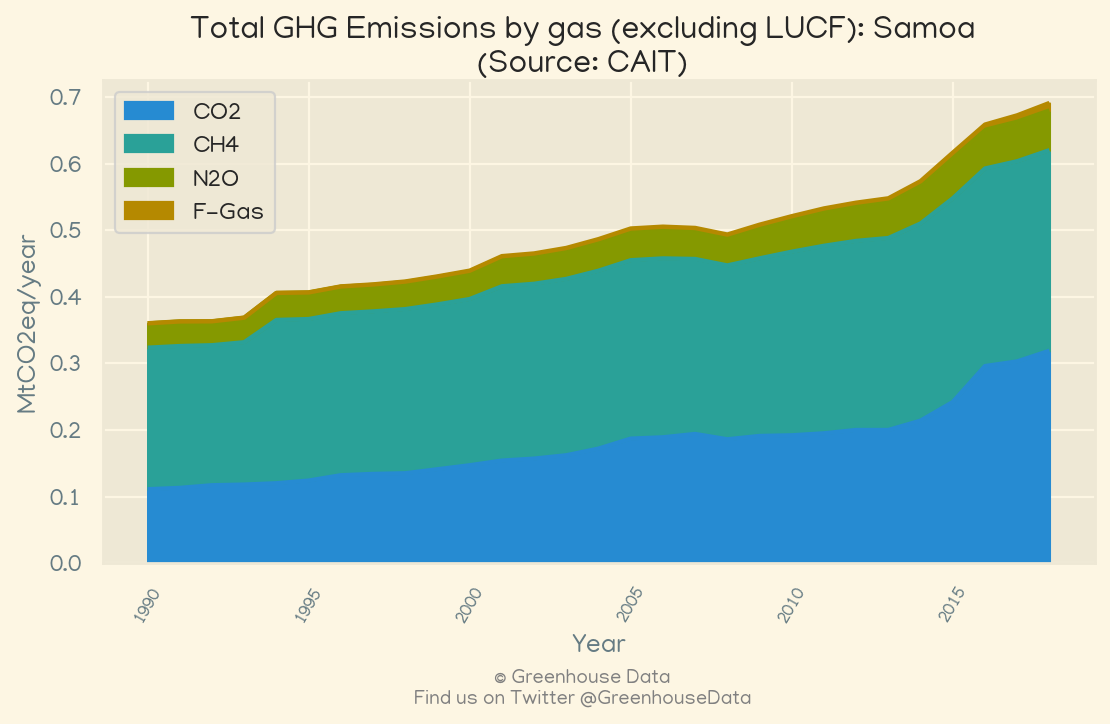 Total GHG Emissions by gas (excluding LUCF): Samoa
(Source: CAIT)
CO2
CH4
N2O
F-Gas
MtCO2eq/year
0.7
0.6
0.5
0.4
0.3
0.2
0.1
0.0
1990
1995
2000
2005
2010
2015
Year
© Greenhouse Data
Find us on Twitter @GreenhouseData